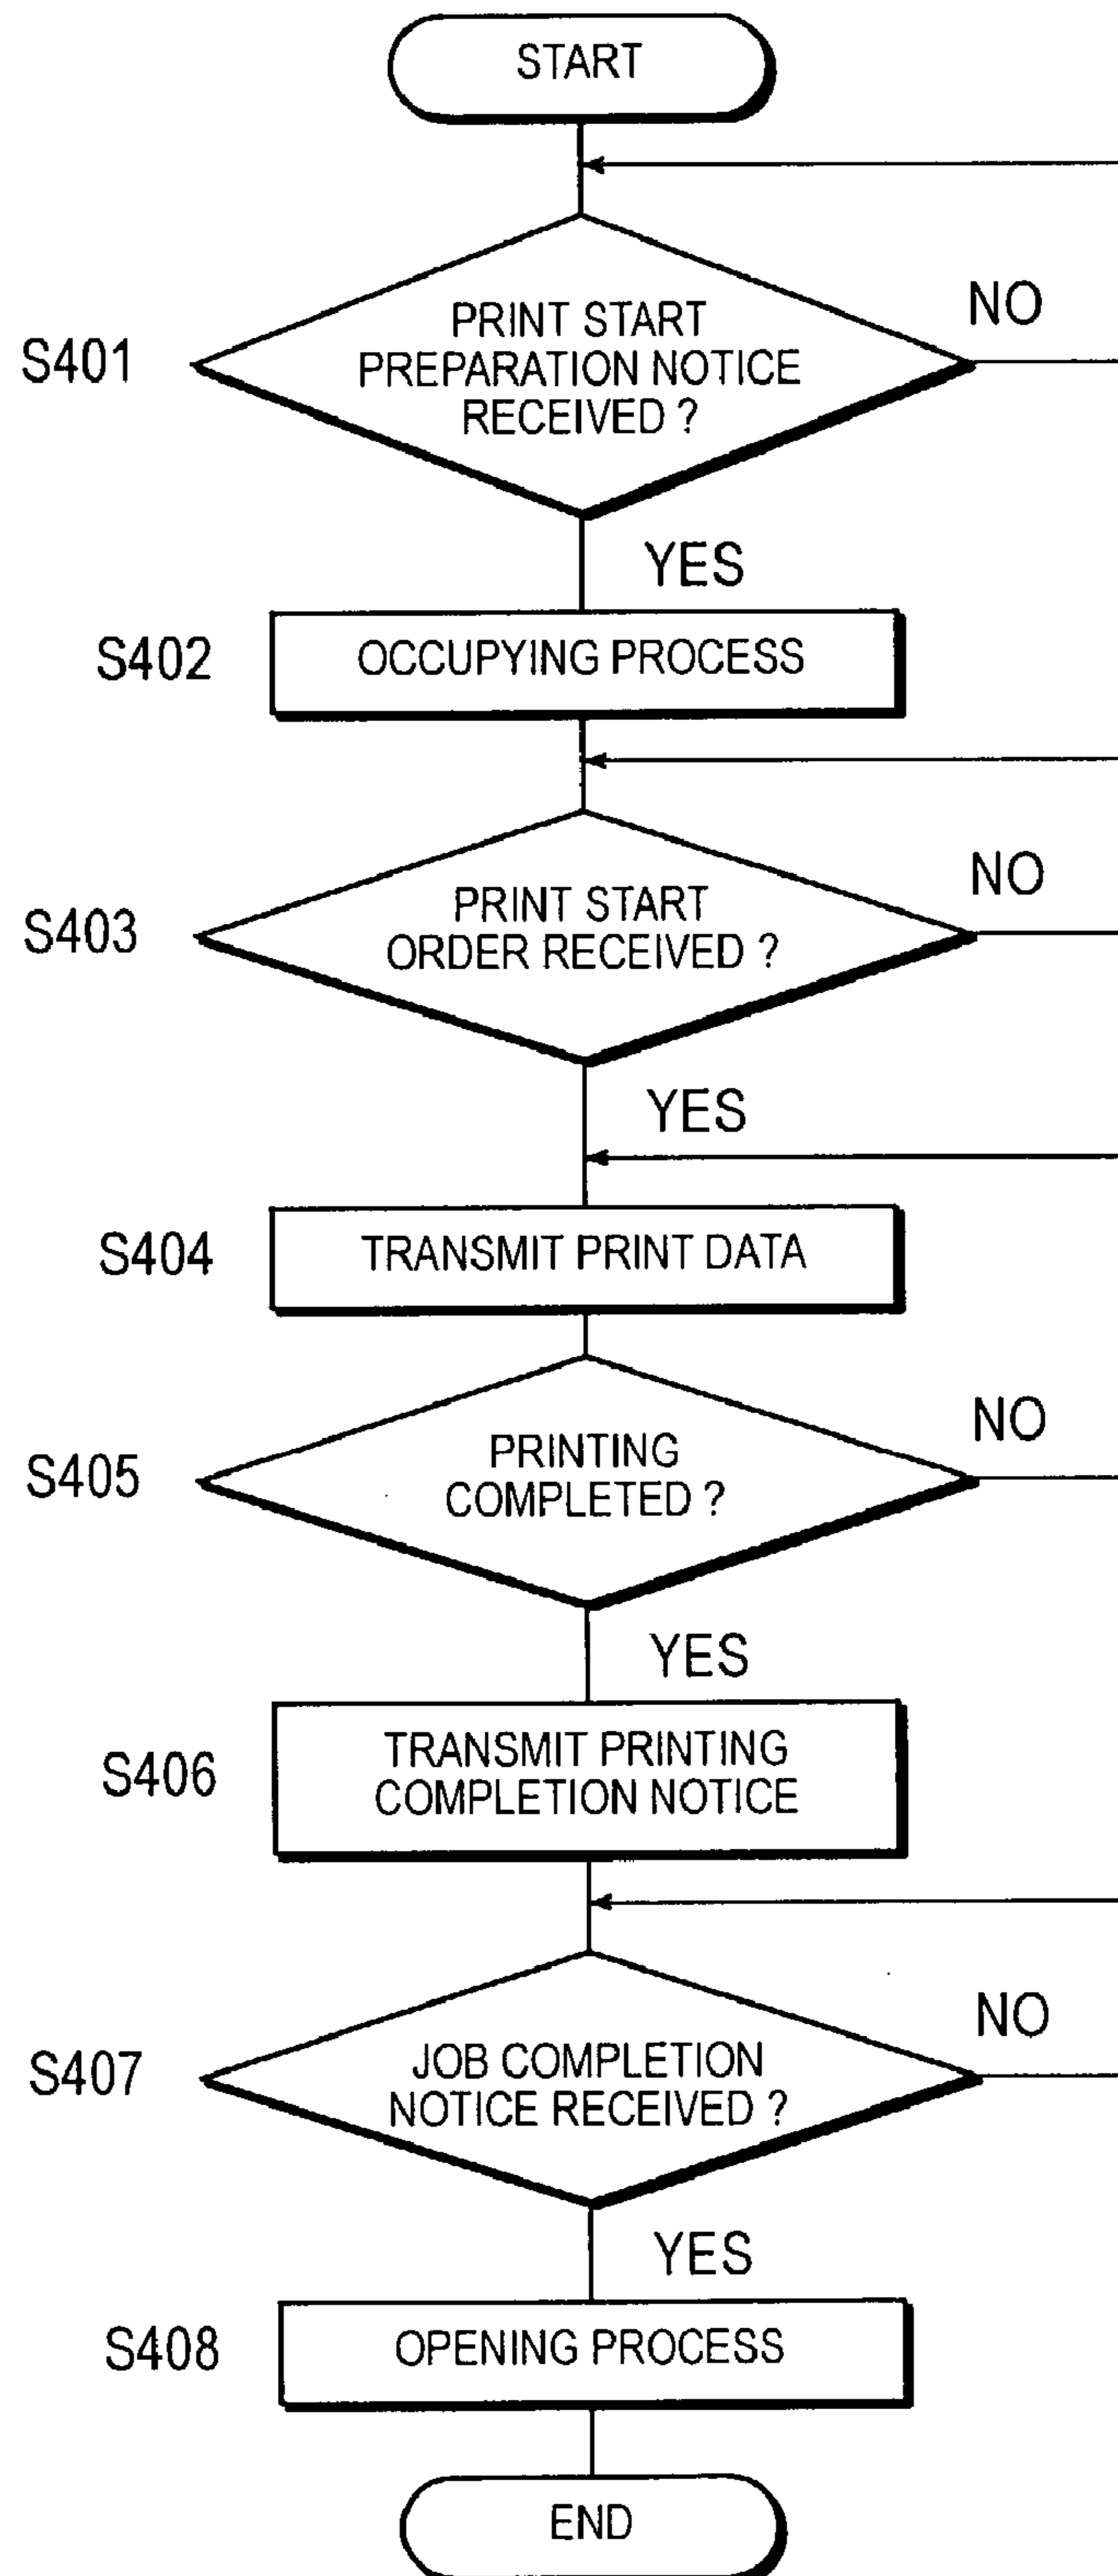 START
PRINT START
PREPARATION NOTICE
RECEIVED ?
NO
S401
YES
S402
OCCUPYING PROCESS
PRINT START
ORDER RECEIVED ?
NO
S403
YES
S404
TRANSMIT PRINT DATA
PRINTING
COMPLETED ?
NO
S405
YES
S406
TRANSMIT PRINTING
COMPLETION NOTICE
JOB COMPLETION
NOTICE RECEIVED ?
NO
S407
YES
S408
OPENING PROCESS
END